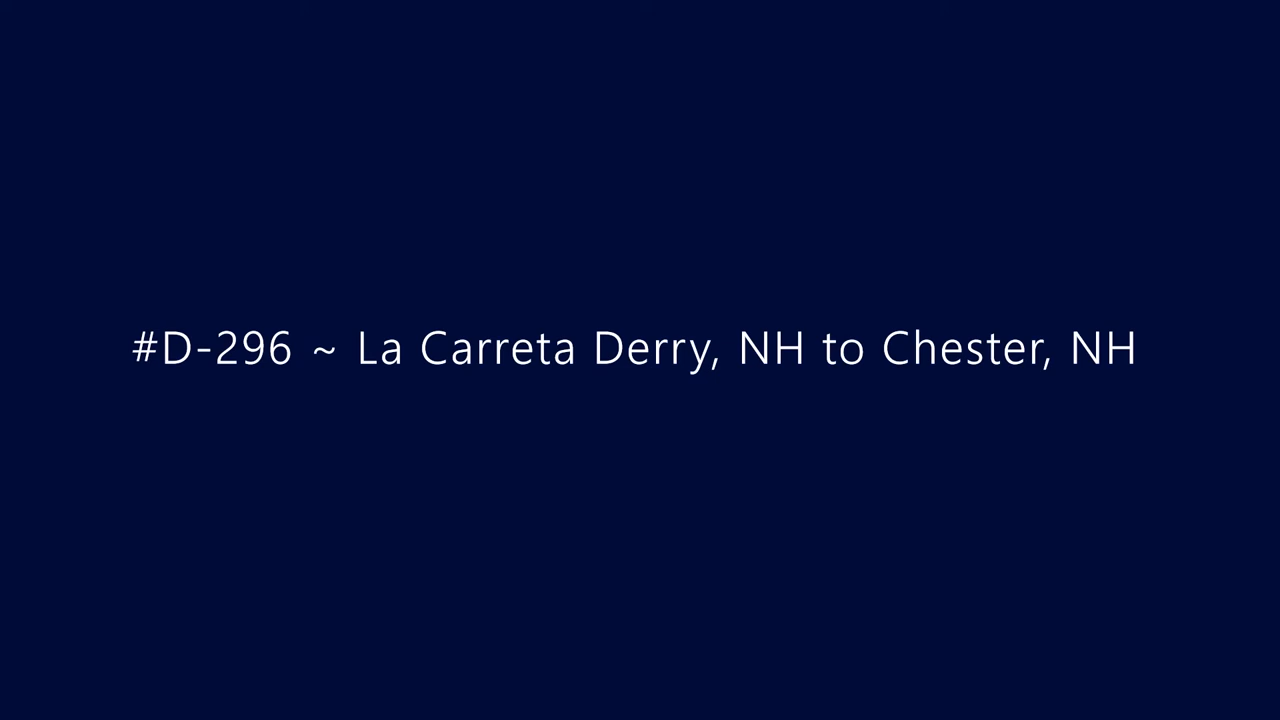 #D-296 ~ La Carreta Derry, NH to Chester, NH